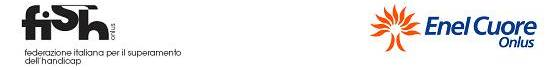 fish
onlus
federazione italiana per il superamento
dell'handicap
Enel Cuore
Onlus